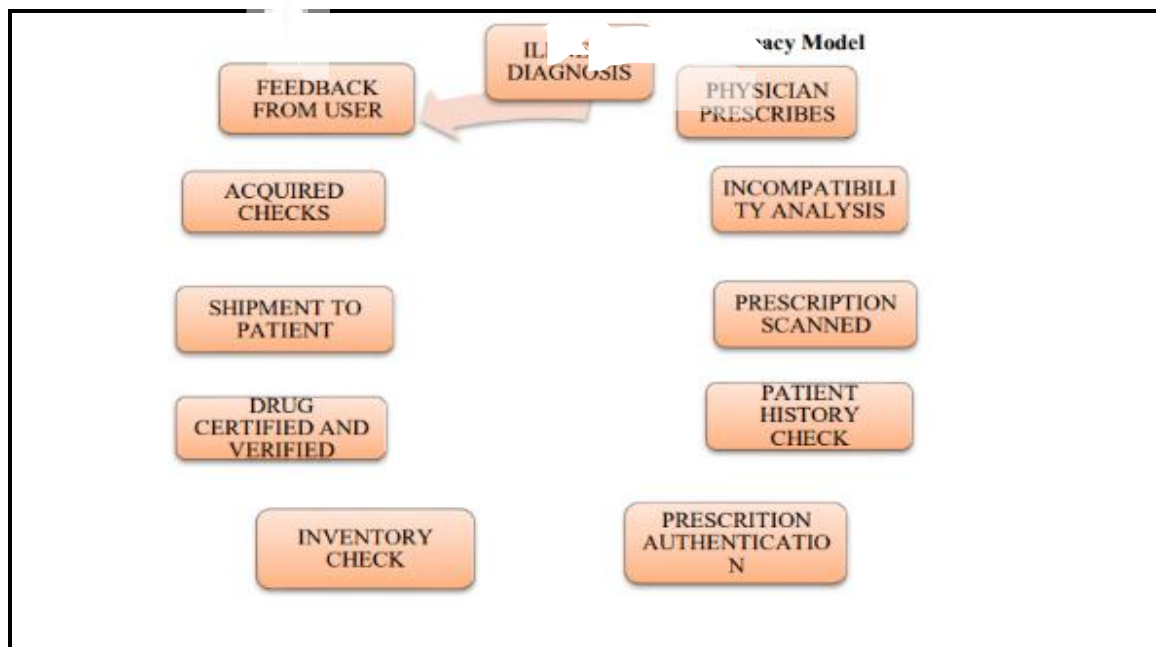 Model
DIAGNOSIS
PHYSICIAN
PRESCRIBES
INCOMPATIBILI
TY ANALYSIS
PRESCRIPTION
SCANNED
PATIENT
HISTORY
CHECK
PRESCRITION
AUTHENTICATIO
N
INVENTORY
CHECK
DRUG
CERTIFIED AND
VERIFIED
SHIPMENT TO
PATIENT
ACQUIRED
CHECKS
FEEDBACK
FROM USER